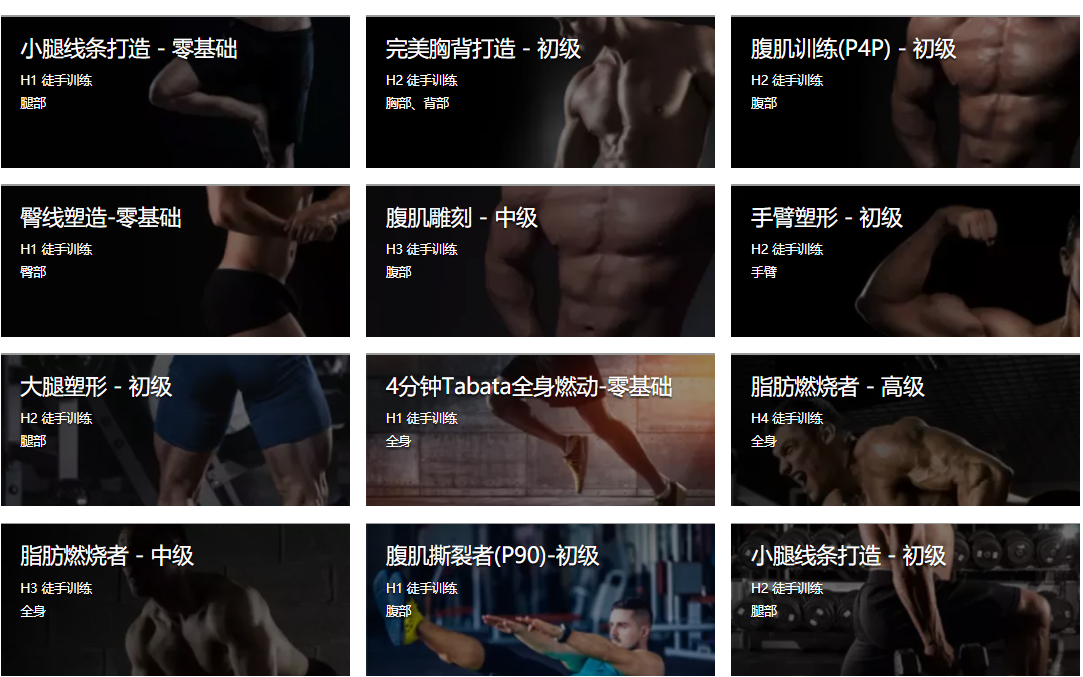 小腿线条打造 - 零基础
H1 徒手训练
腿部
完美胸背打造 - 初级
H2 徒手训练
胸部、背部
腹肌训练(P4P) - 初级
H2 徒手训练
腹部
臀线塑造-零基础
H1 徒手训练
臀部
腹肌雕刻 - 中级
H3 徒手训练
腹部
手臂塑形 - 初级
H2 徒手训练
手臂
大腿塑形 - 初级
H2 徒手训练
腿部
4分钟Tabata全身燃动-零基础
H1 徒手训练
全身
脂肪燃烧者 - 高级
H4 徒手训练
全身
脂肪燃烧者 - 中级
H3 徒手训练
全身
腹肌撕裂者(P90)-初级
H1 徒手训练
腹部
小腿线条打造 - 初级
H2 徒手训练
腿部